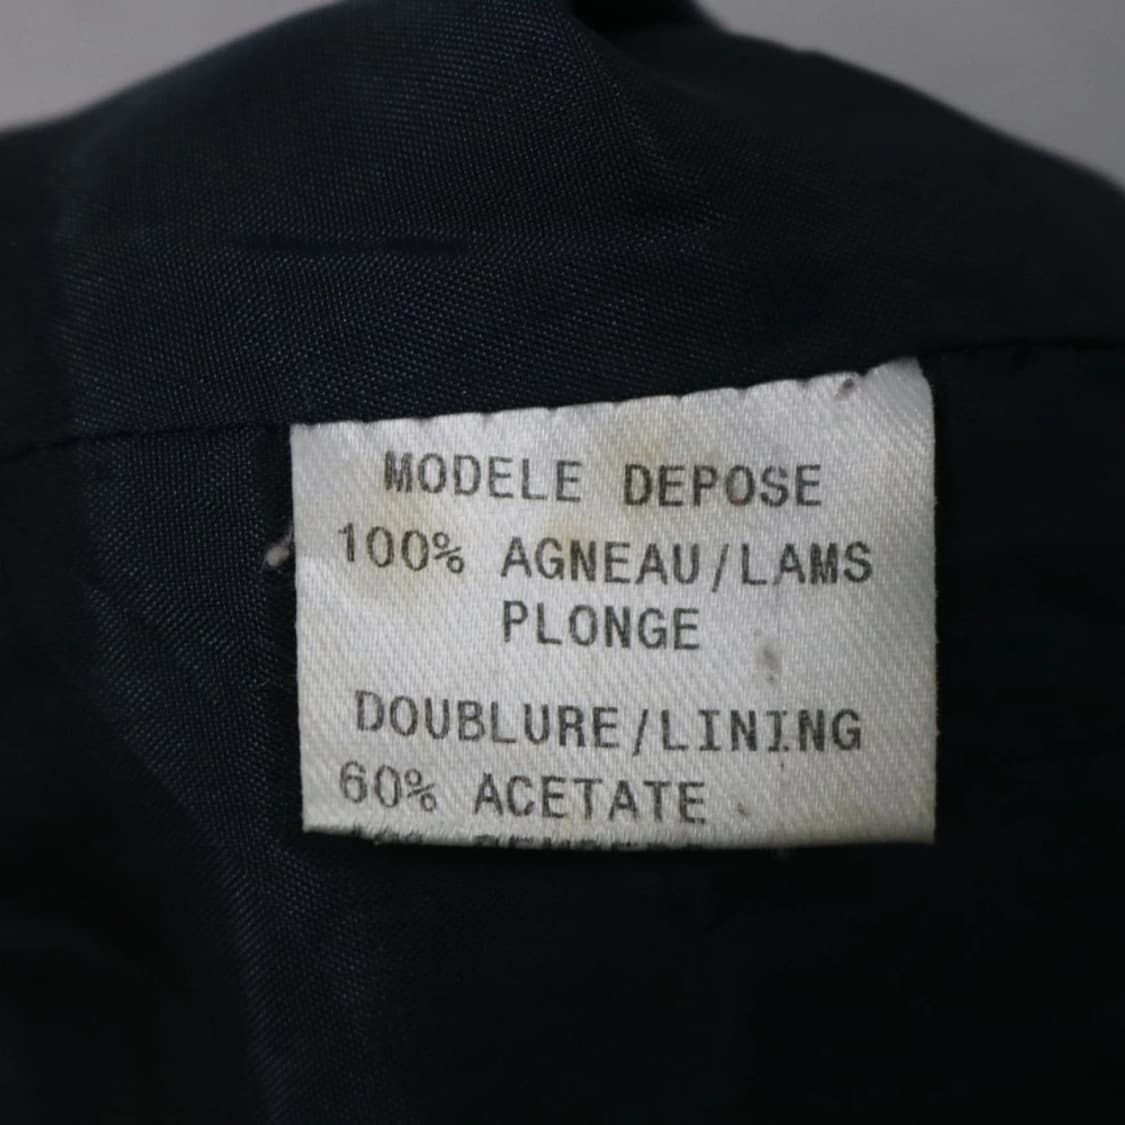 MODELE DEPOSE
100% AGNEAU/LAMS
PLONGE
DOUBLURE/LINING
60% ACETATE